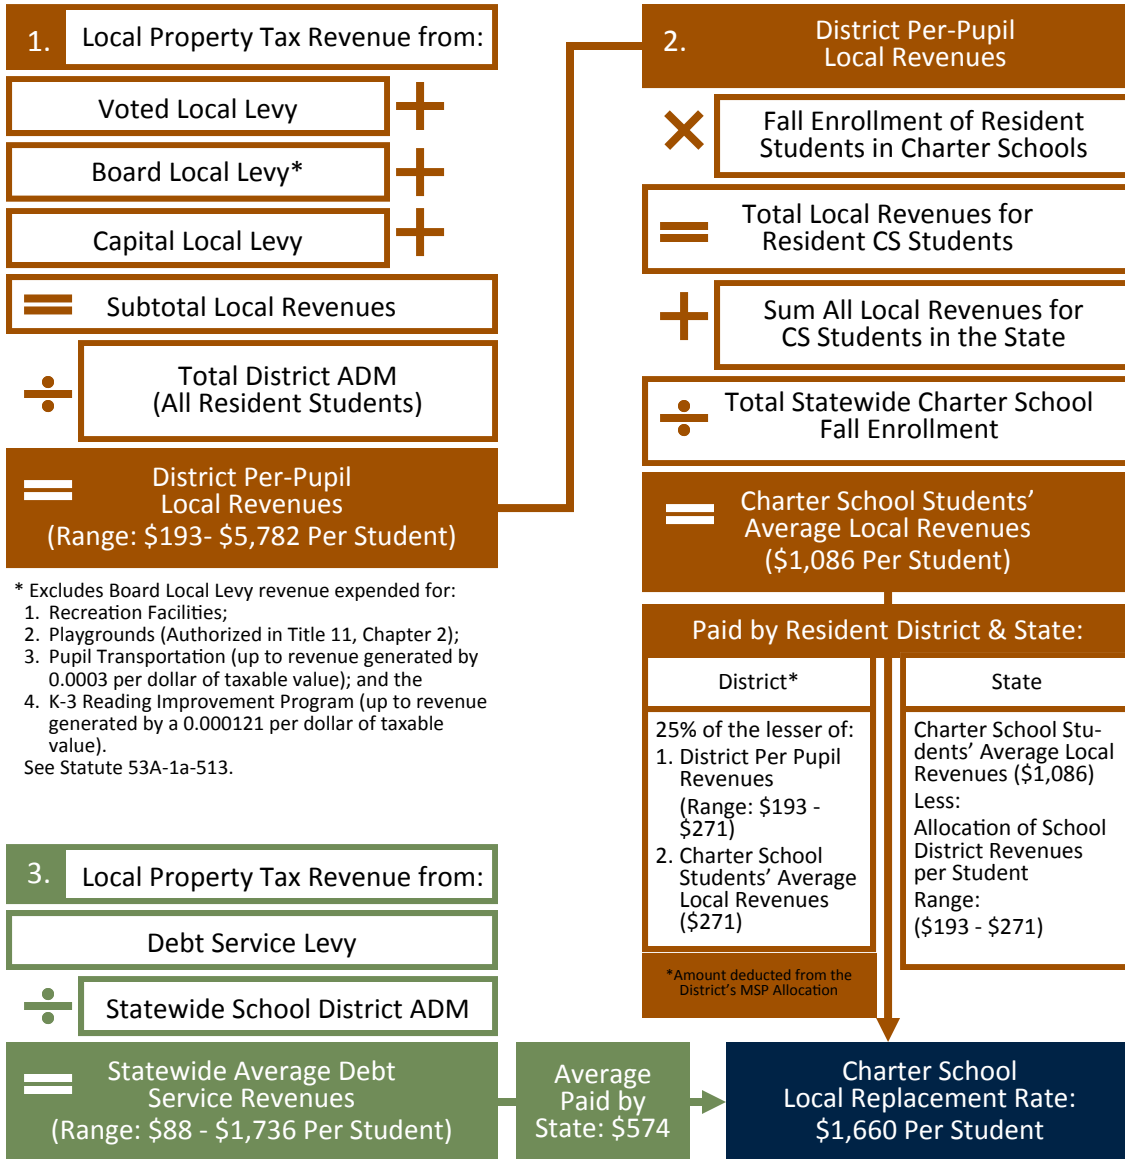 1.
Local Property Tax Revenue from:
Voted Local Levy
+
Board Local Levy*
+
Capital Local Levy
+
=
Subtotal Local Revenues
÷
Total District ADM
(All Resident Students)
=
District Per-Pupil
Local Revenues
(Range: $193- $5,782 Per Student)
* Excludes Board Local Levy revenue expended for:
1. Recreation Facilities;
2. Playgrounds (Authorized in Title 11, Chapter 2);
3. Pupil Transportation (up to revenue generated by
0.0003 per dollar of taxable value); and the
4. K-3 Reading Improvement Program (up to revenue
generated by a 0.000121 per dollar of taxable
value).
See Statute 53A-1a-513.
2.
District Per-Pupil
Local Revenues
×
Fall Enrollment of Resident
Students in Charter Schools
=
Total Local Revenues for
Resident CS Students
+
Sum All Local Revenues for
CS Students in the State
÷
Total Statewide Charter School
Fall Enrollment
=
Charter School Students’
Average Local Revenues
($1,086 Per Student)
Paid by Resident District & State:
District*
25% of the lesser of:
1. District Per Pupil
Revenues
(Range: $193 -
$271)
2. Charter School
Students’ Average
Local Revenues
($271)
*Amount deducted from the
District’s MSP Allocation
State
Charter School Stu-
dents’ Average Local
Revenues ($1,086)
Less:
Allocation of School
District Revenues
per Student
Range:
($193 - $271)
3.
Local Property Tax Revenue from:
Debt Service Levy
÷
Statewide School District ADM
=
Statewide Average Debt
Service Revenues
(Range: $88 - $1,736 Per Student)
Average
Paid by
State: $574
Charter School
Local Replacement Rate:
$1,660 Per Student